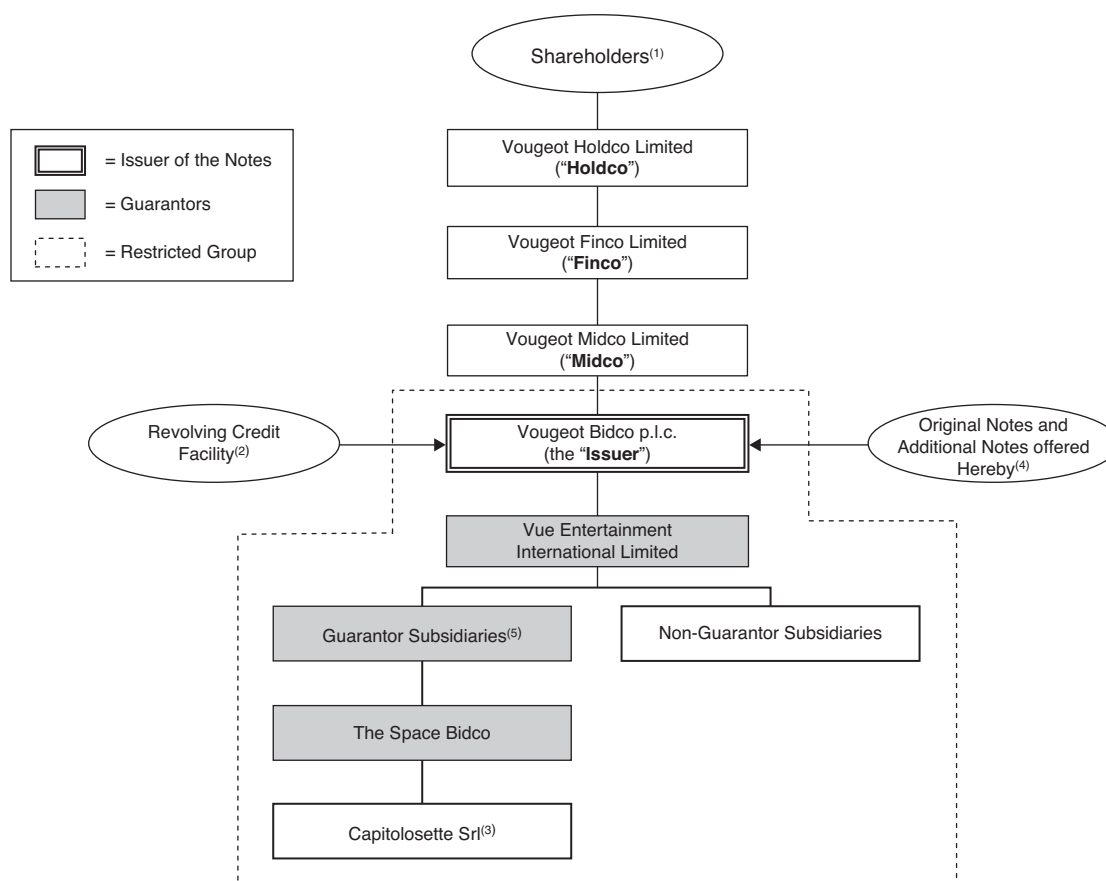 Shareholders(1)
= Issuer of the Notes
= Guarantors
= Restricted Group
Vougeot Holdco Limited
(“Holdco”)
Vougeot Finco Limited
(“Finco”)
Vougeot Midco Limited
(“Midco”)
Revolving Credit
Facility(2)
Vougeot Bidco p.l.c.
(the “Issuer”)
Original Notes and
Additional Notes offered
Hereby(4)
Vue Entertainment
International Limited
Guarantor Subsidiaries(5)
Non-Guarantor Subsidiaries
The Space Bidco
Capitolosette Srl(3)